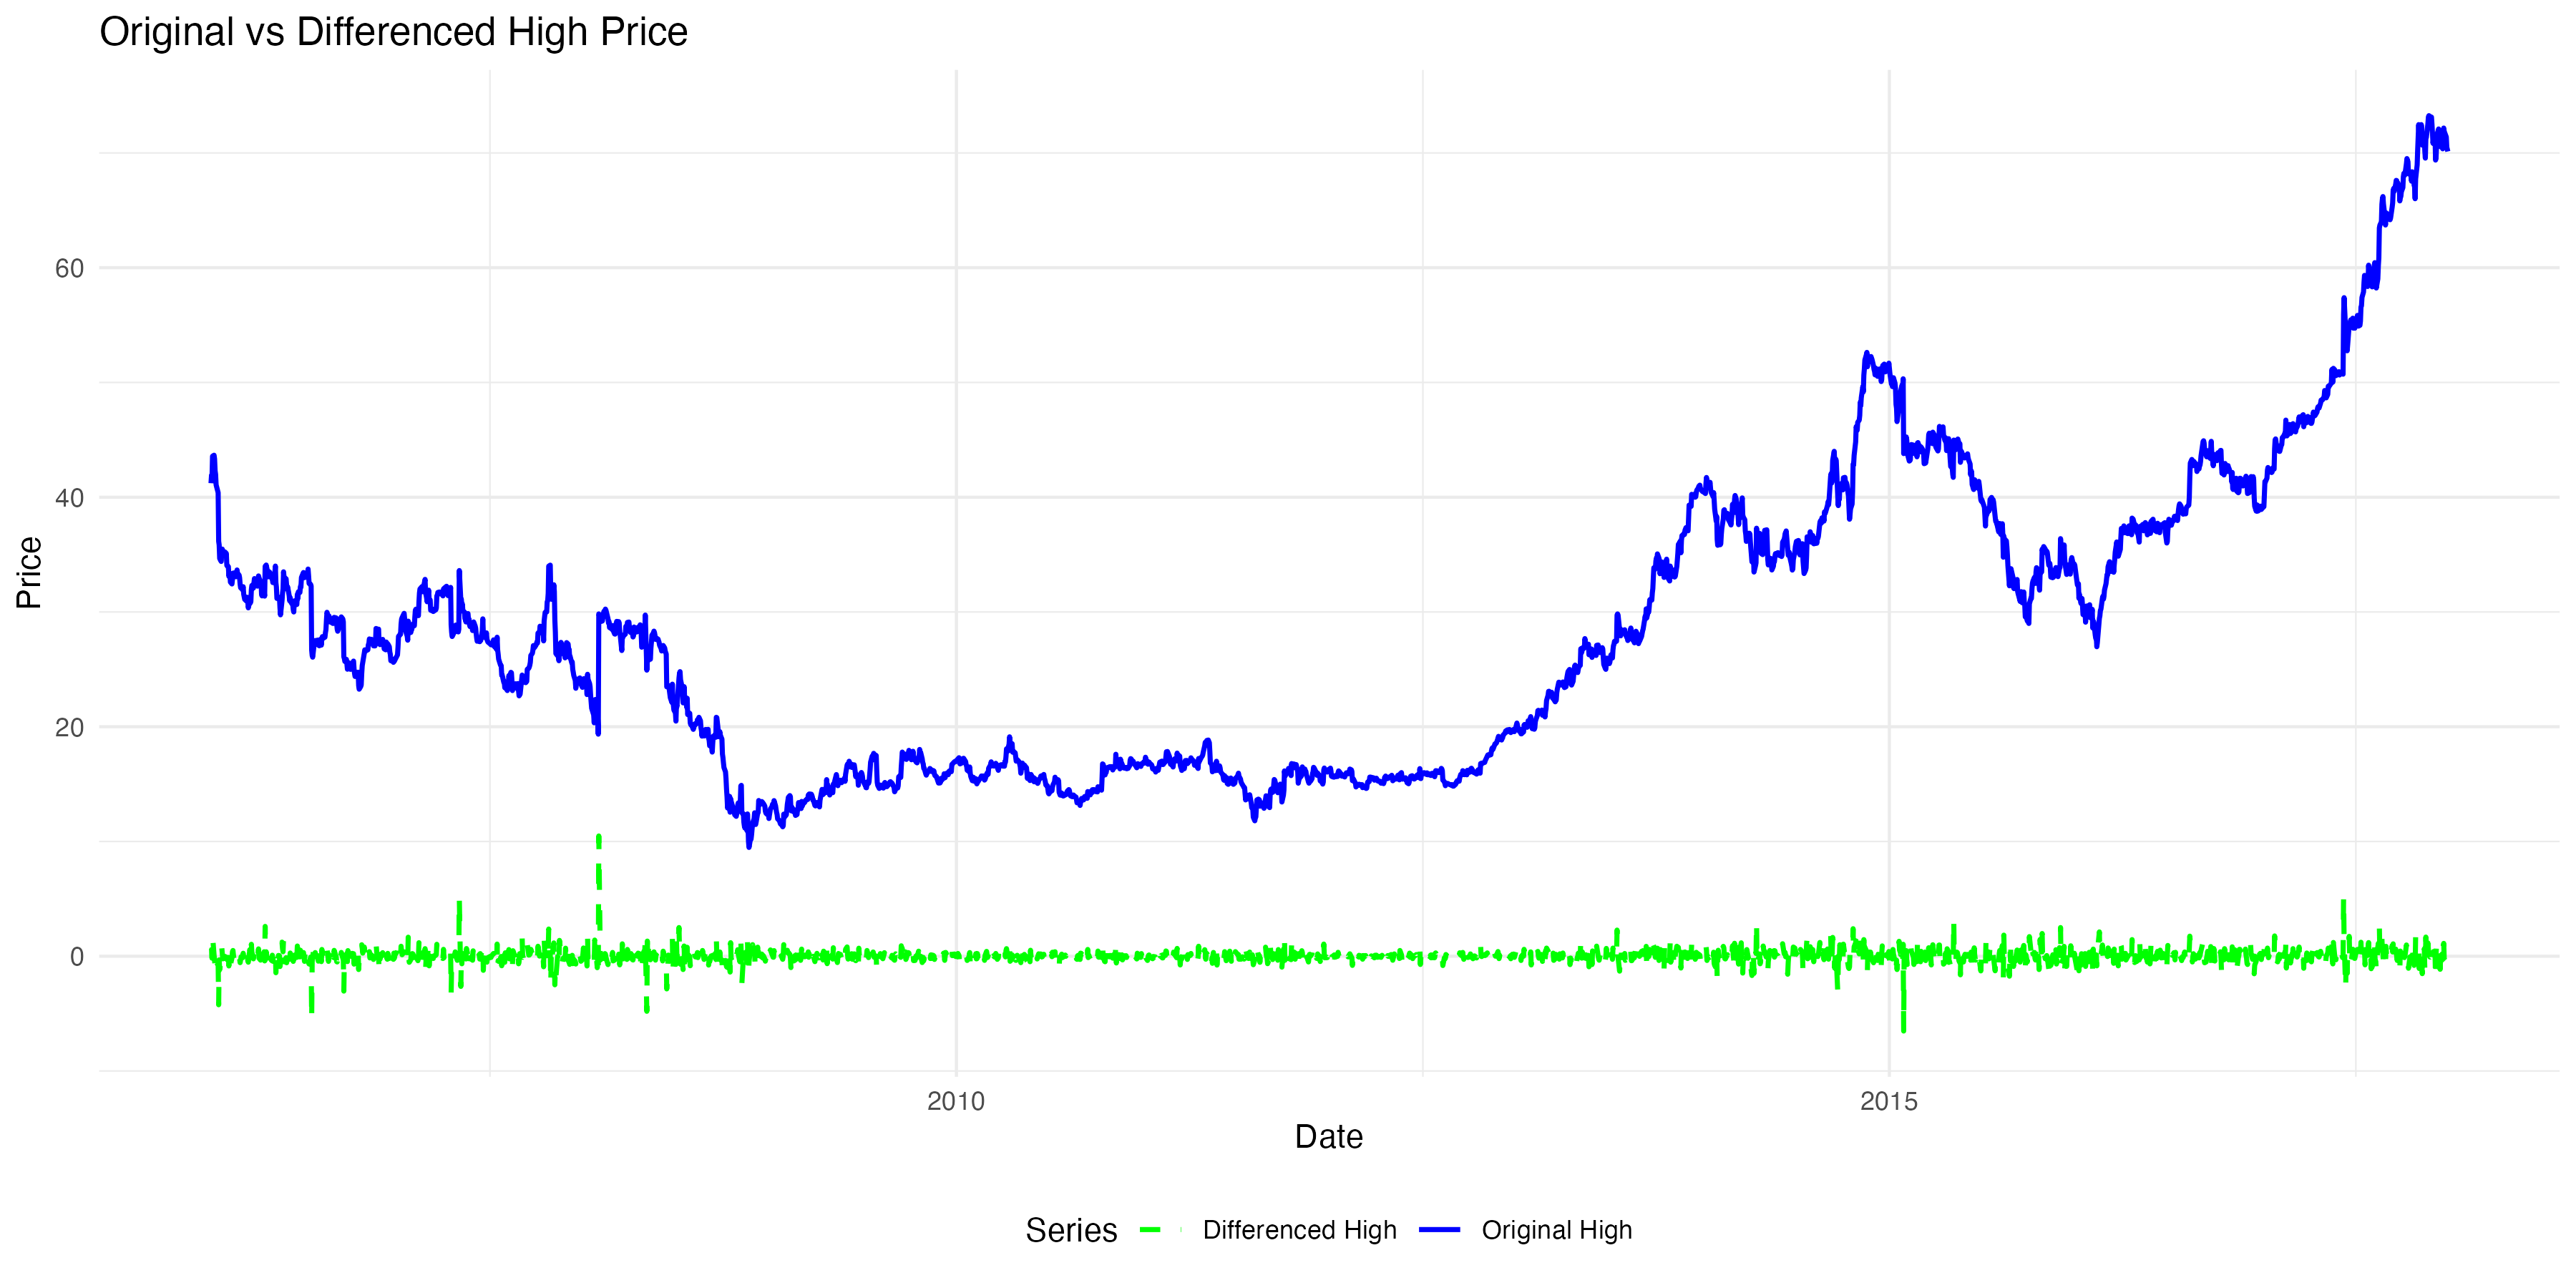 Original vs Differenced High Price
Price
60
40
20
0
2010
2015
Date
Series
Differenced High
Original High